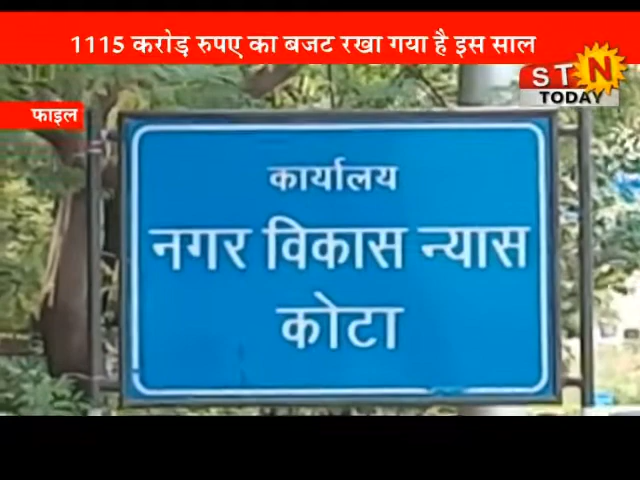 1115 करोड़ रुपए का बजट रखा गया है इस साल
STN
TODAY
फाइल
कार्यालय
नगर विकास न्यास
कोटा